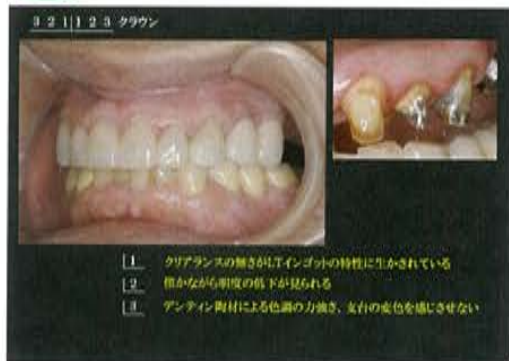 3 2 1|1 2 3 クラウン
|1 クリアランスの無さがLTインゴットの特性に生かされている
|2 僅かながら明度の低下が見られる
|3 デンティン陶材による色調の力強さ、支台の変色を感じさせない